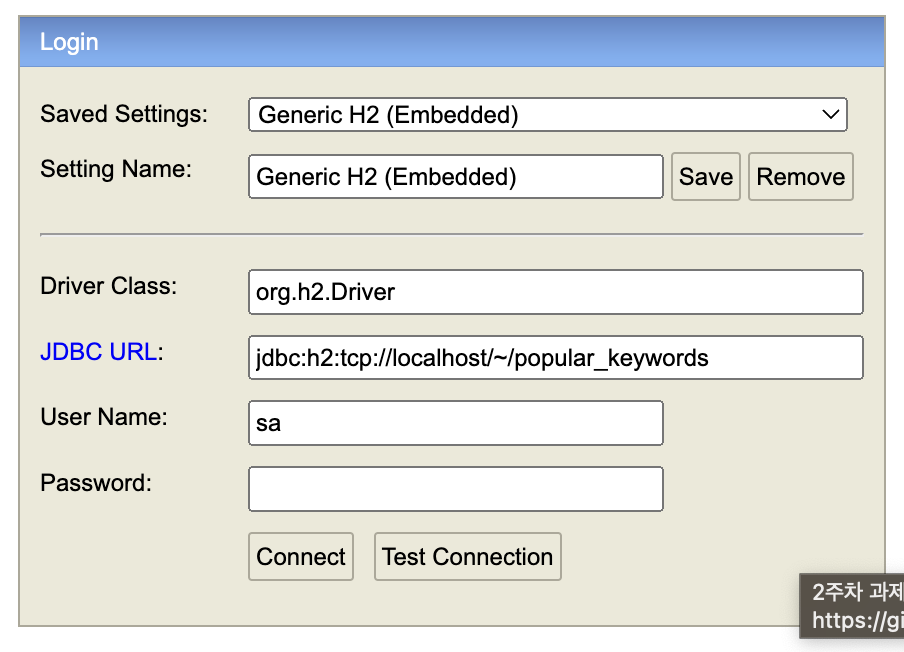 Login
Saved Settings: Generic H2 (Embedded)
Setting Name: Generic H2 (Embedded) Save Remove
Driver Class: org.h2.Driver
JDBC URL: jdbc:h2:tcp://localhost/~/popular_keywords
User Name: sa
Password:
Connect Test Connection
2주차 과제
https://gi